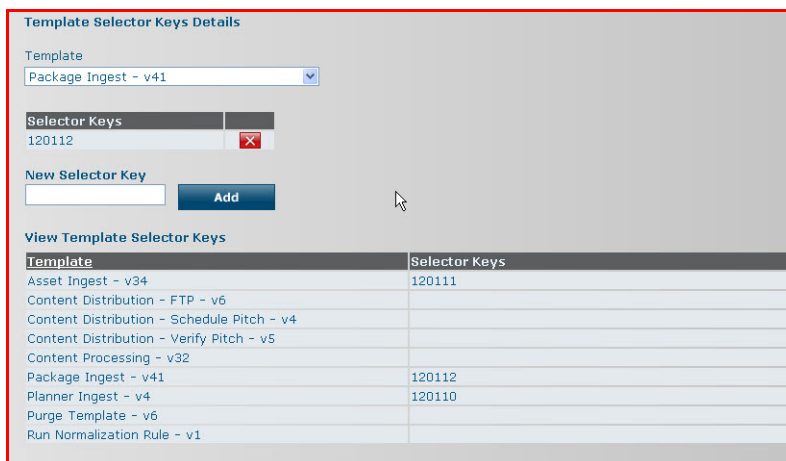 Template Selector Keys Details
Template
Package Ingest - v41
Selector Keys
120112
New Selector Key
Add
View Template Selector Keys
Template Selector Keys
Asset Ingest - v34 120111
Content Distribution - FTP - v6
Content Distribution - Schedule Pitch - v4
Content Distribution - Verify Pitch - v5
Content Processing - v32
Package Ingest - v41 120112
Planner Ingest - v4 120110
Purge Template - v6
Run Normalization Rule - v1